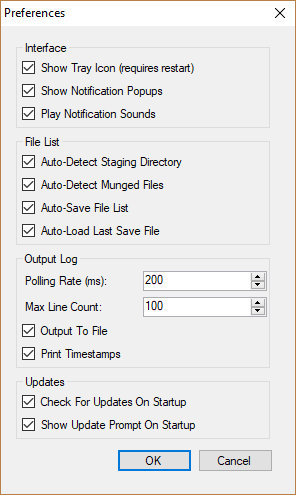 Preferences
Interface
Show Tray Icon (requires restart)
Show Notification Popups
Play Notification Sounds
File List
Auto-Detect Staging Directory
Auto-Detect Munged Files
Auto-Save File List
Auto-Load Last Save File
Output Log
Polling Rate (ms): 200
Max Line Count: 100
Output To File
Print Timestamps
Updates
Check For Updates On Startup
Show Update Prompt On Startup
OK Cancel